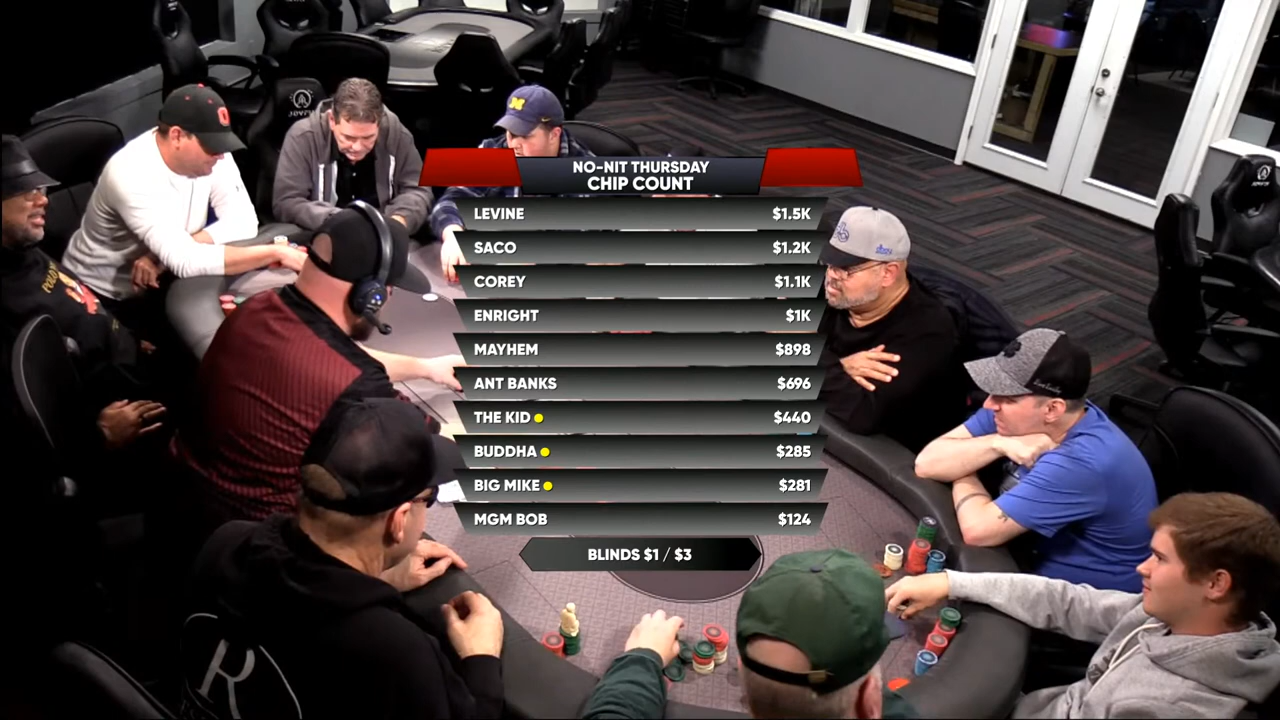 NO-NIT THURSDAY
CHIP COUNT
LEVINE $1.5K
SACO $1.2K
COREY $1.1K
ENRIGHT $1K
MAYHEM $898
ANT BANKS $696
THE KID $440
BUDDHA $285
BIG MIKE $281
MGM BOB $124
BLINDS $1 / $3
M
O
POLO
R